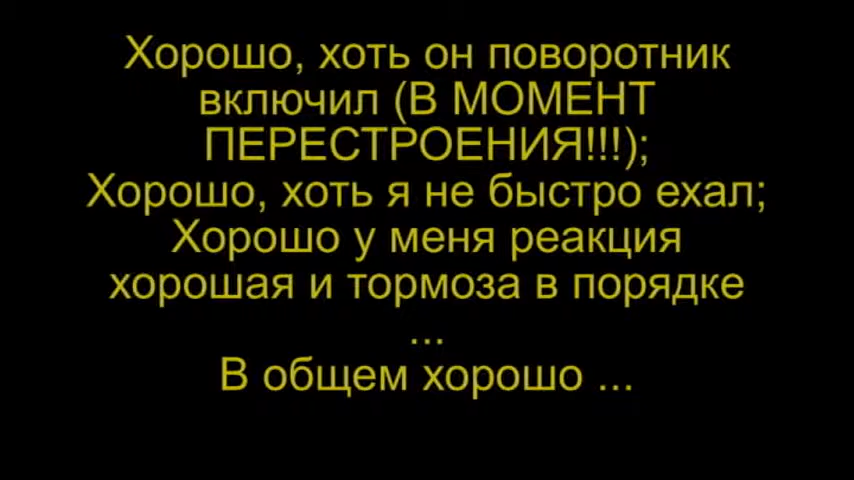 Хорошо, хоть он поворотник
включил (В МОМЕНТ
ПЕРЕСТРОЕНИЯ!!!);
Хорошо, хоть я не быстро ехал;
Хорошо у меня реакция
хорошая и тормоза в порядке
...
В общем хорошо ...